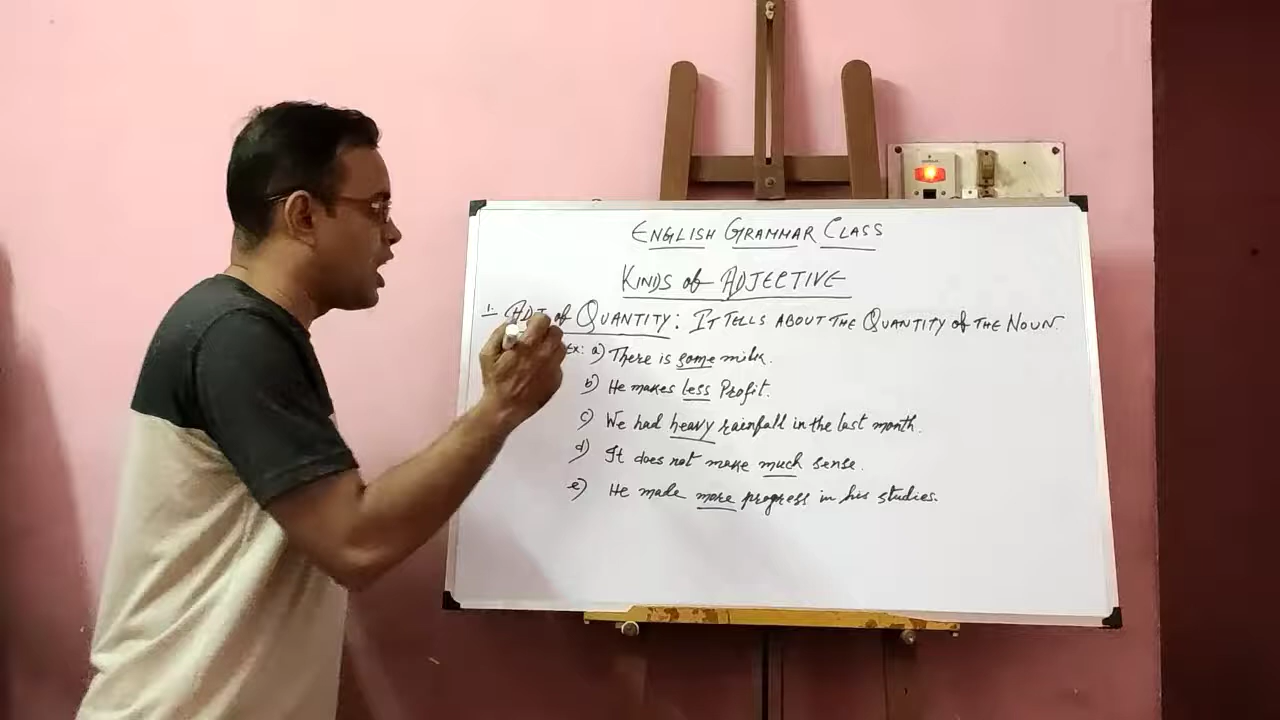 ENGLISH GRAMMAR CLASS
KINDS of ADJECTIVE
1. ADJ of QUANTITY: IT TELLS ABOUT THE QUANTITY of THE NOUN.
Ex: a) There is some milk.
b) He makes less Profit.
c) We had heavy rainfall in the last month.
d) It does not make much sense.
e) He made more progress in his studies.